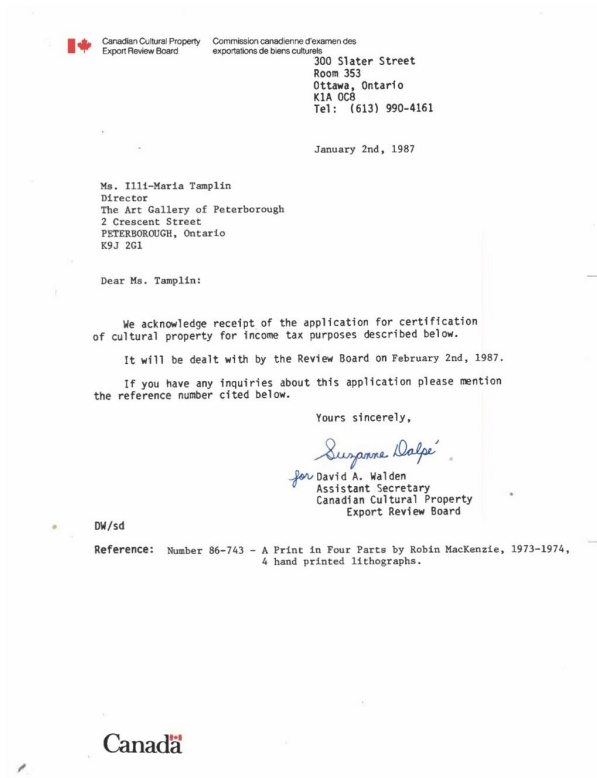 Canadian Cultural Property Commission canadienne d'examen des
Export Review Board exportations de biens culturels
300 Slater Street
Room 353
Ottawa, Ontario
K1A 0C8
Tel: (613) 990-4161
January 2nd, 1987
Ms. Illi-Maria Tamplin
Director
The Art Gallery of Peterborough
2 Crescent Street
PETERBOROUGH, Ontario
K9J 2G1
Dear Ms. Tamplin:
We acknowledge receipt of the application for certification
of cultural property for income tax purposes described below.
It will be dealt with by the Review Board on February 2nd, 1987.
If you have any inquiries about this application please mention
the reference number cited below.
Yours sincerely,
Suzanne Dalpé
for David A. Walden
Assistant Secretary
Canadian Cultural Property
Export Review Board
DW/sd
Reference: Number 86-743 - A Print in Four Parts by Robin MacKenzie, 1973-1974,
4 hand printed lithographs.
Canada